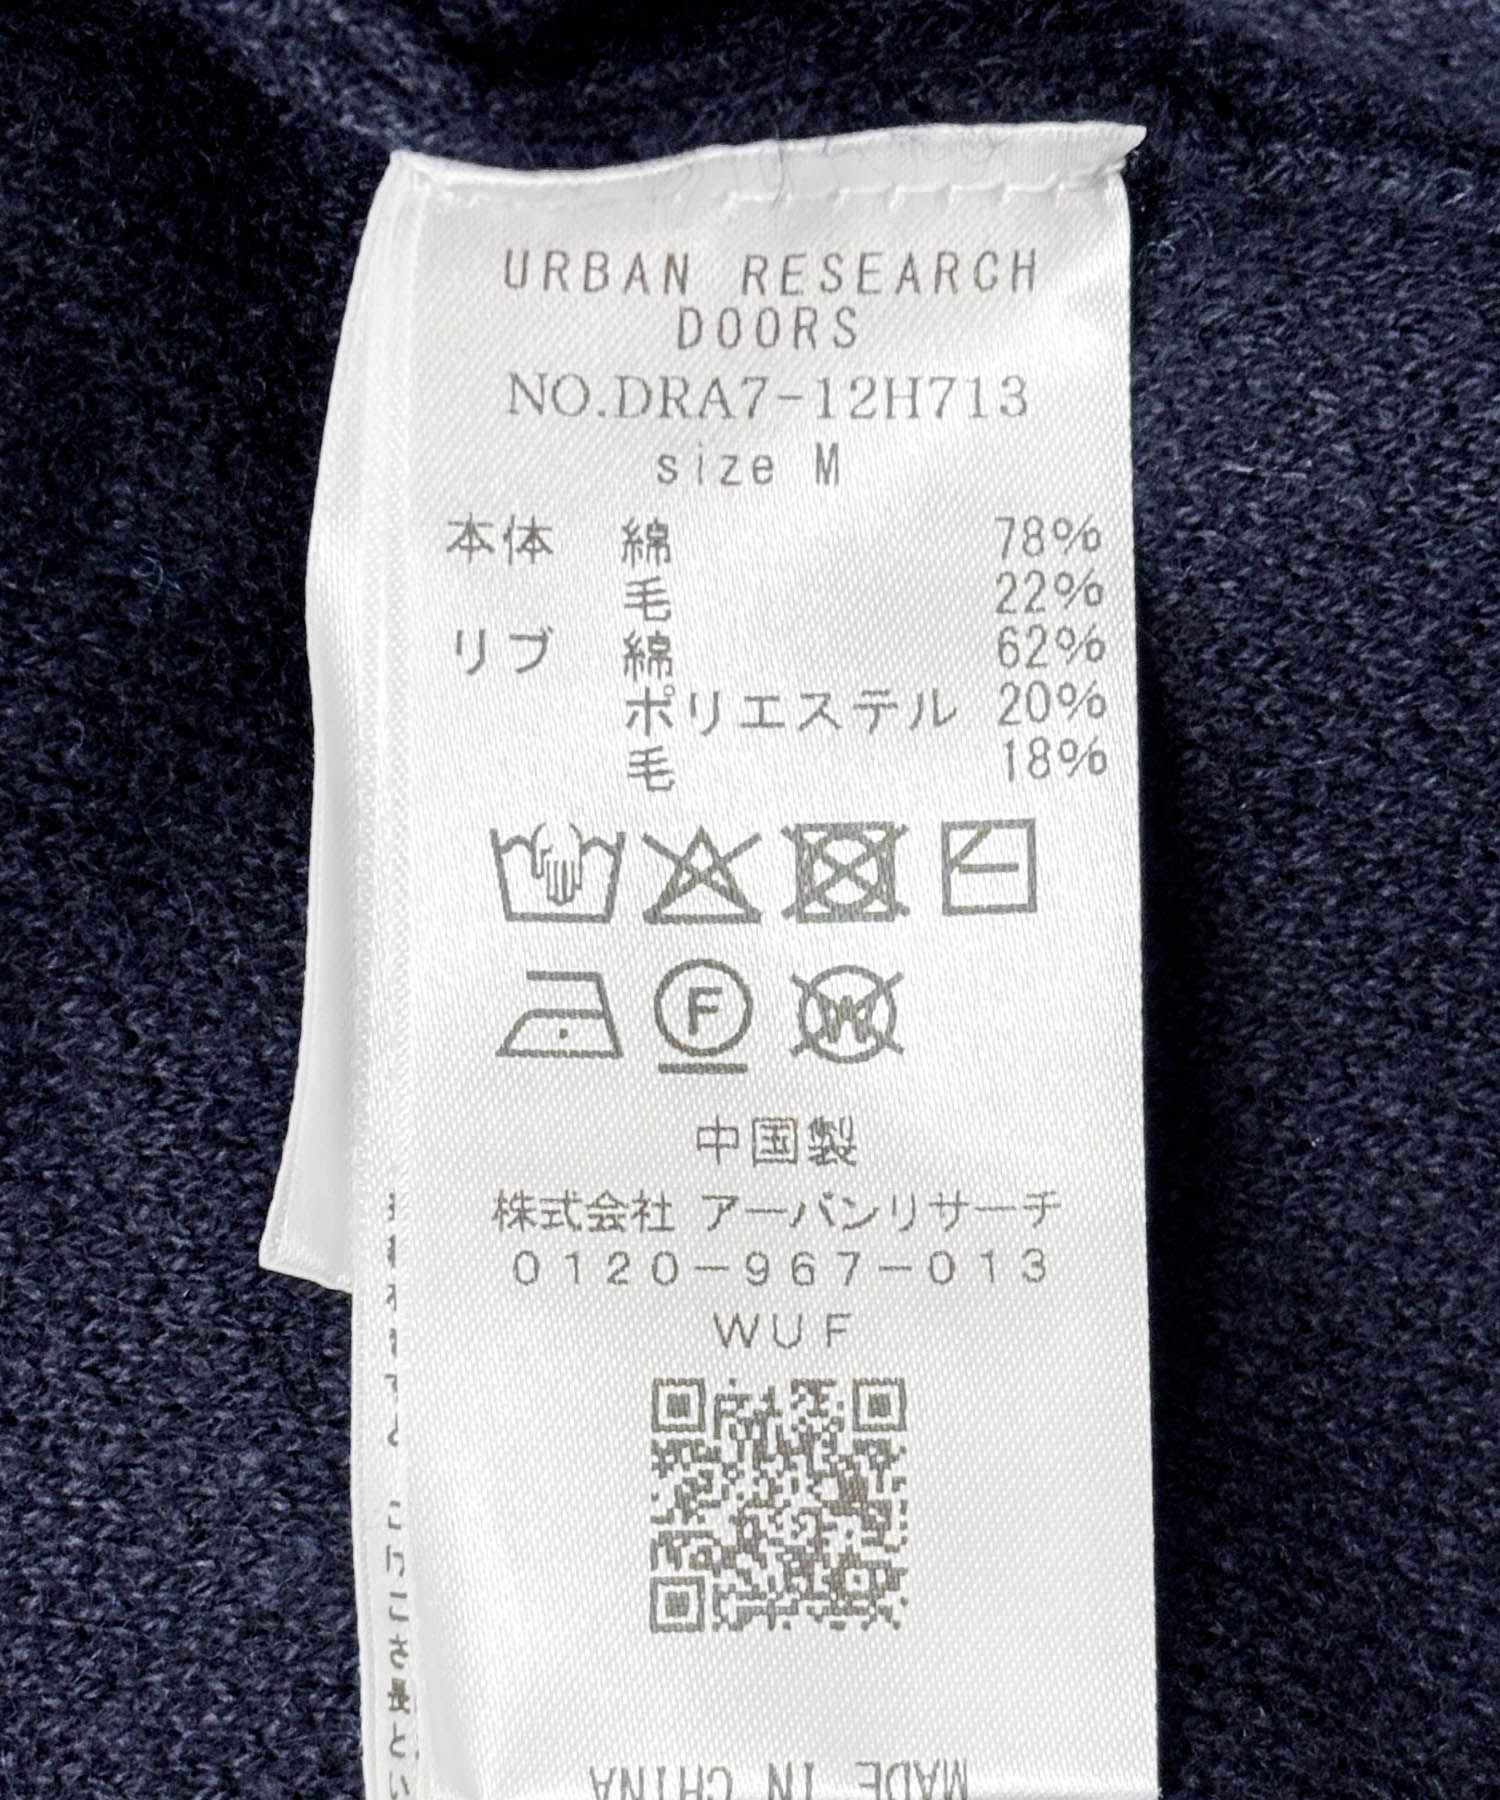 URBAN RESEARCH
DOORS
NO.DRA7-12H713
size M
本体 綿 78%
毛 22%
リブ 綿 62%
ポリエステル 20%
毛 18%
F
W
中国製
株式会社 アーバンリサーチ
0120-967-013
WUF
MADE IN CHINA